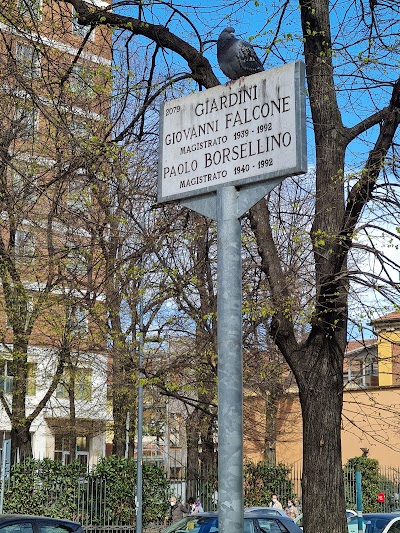 2079
GIARDINI
GIOVANNI FALCONE
MAGISTRATO 1939 - 1992
PAOLO BORSELLINO
MAGISTRATO 1940 - 1992